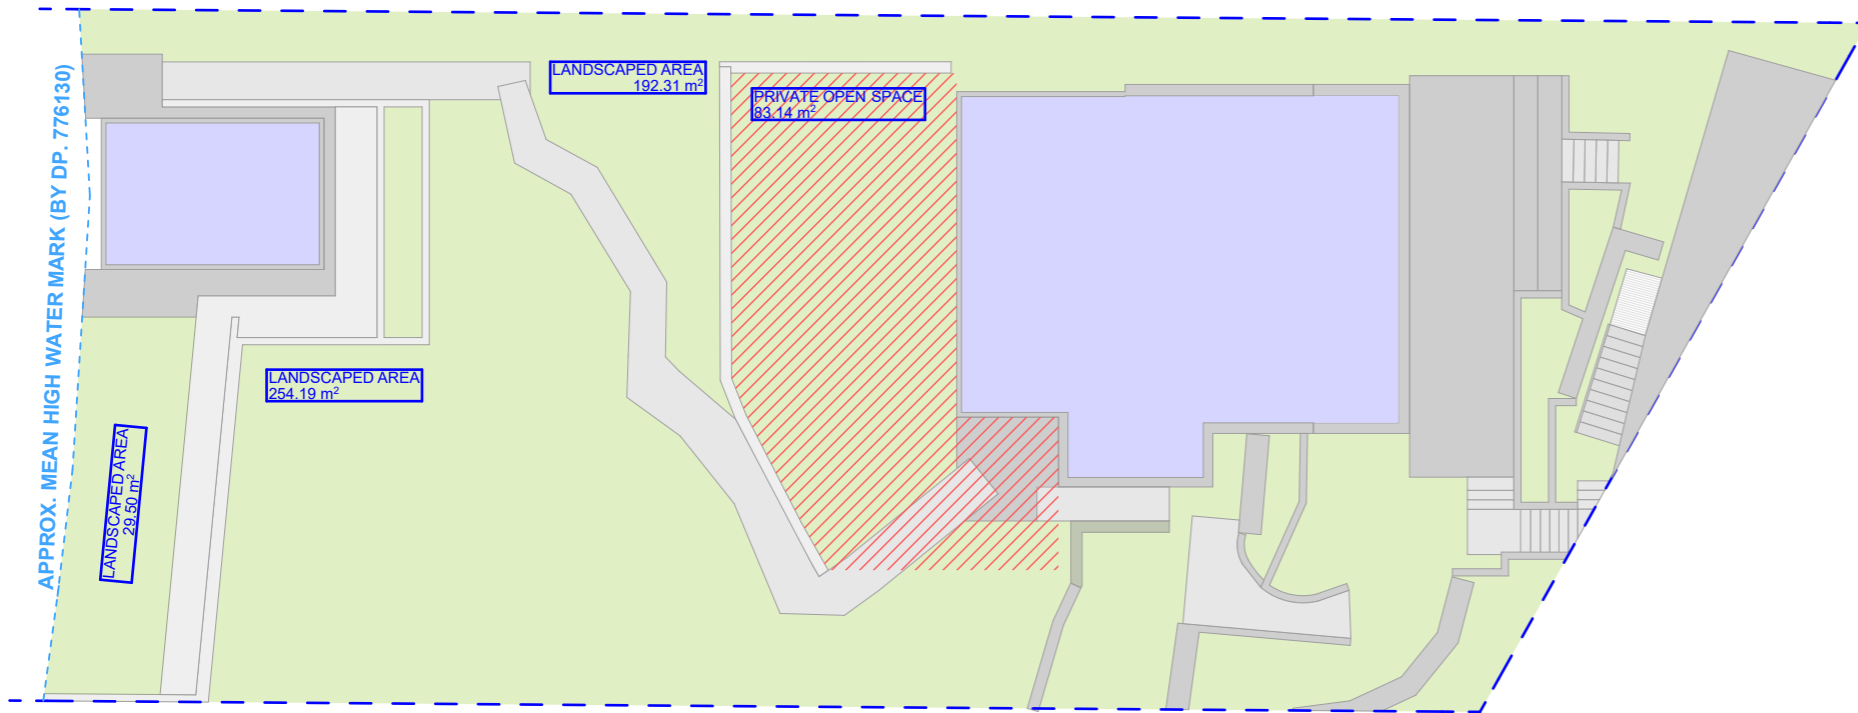 LANDSCAPED AREA
192.31 m²
PRIVATE OPEN SPACE
83.14 m²
APPROX. MEAN HIGH WATER MARK (BY DP. 776130)
LANDSCAPED AREA
254.19 m²
LANDSCAPED AREA
29.50 m²